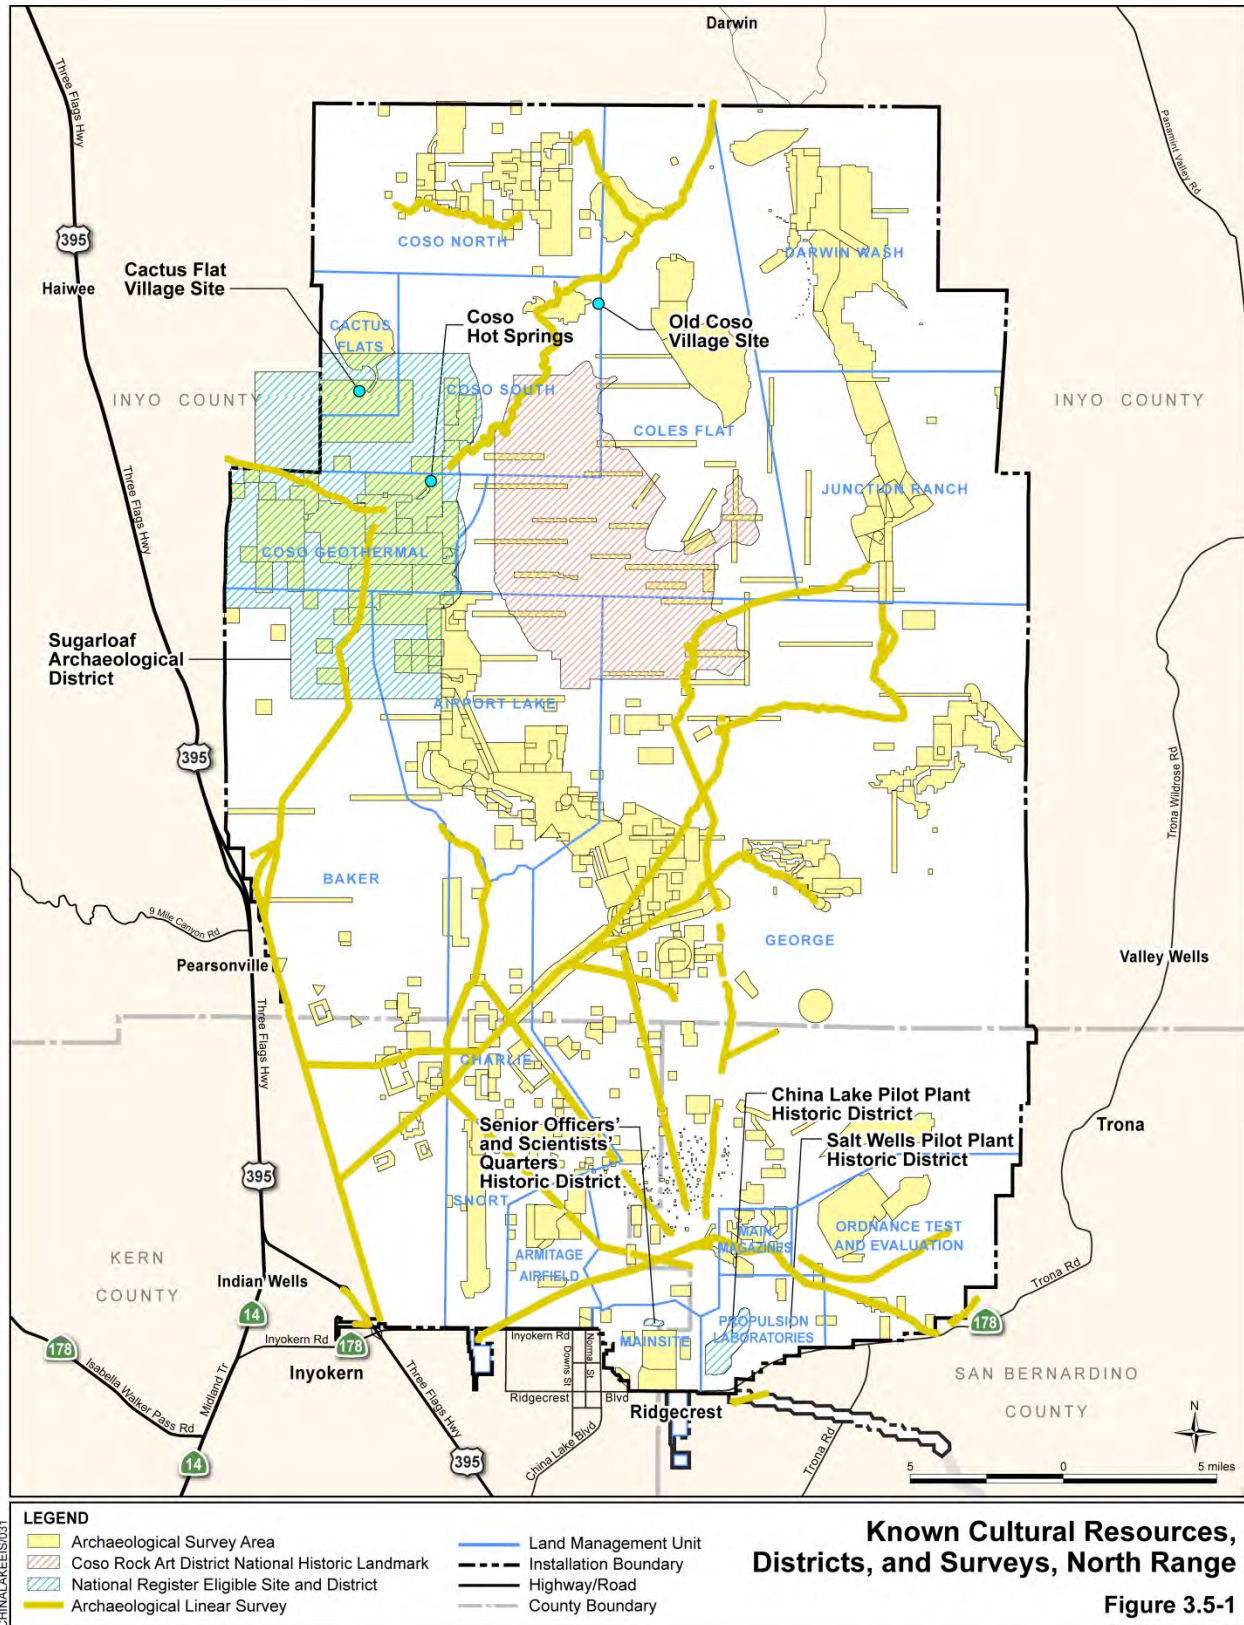 Darwin
Three Flags Hwy
Panamint Valley Rd
395
COSO NORTH
DARWIN WASH
Cactus Flat
Village Site
Haiwee
Coso
Hot Springs
Old Coso
Village SIte
CACTUS
FLATS
COSO SOUTH
INYO COUNTY
INYO COUNTY
COLES FLAT
Three Flags Hwy
JUNCTION RANCH
COSO GEOTHERMAL
Sugarloaf
Archaeological
District
AIRPORT LAKE
395
Trona Wildrose Rd
BAKER
9 Mile Canyon Rd
GEORGE
Pearsonville
Valley Wells
Three Flags Hwy
CHARLIE
China Lake Pilot Plant
Historic District
Senior Officers'
and Scientists'
Quarters
Historic District
Salt Wells Pilot Plant
Historic District
Trona
395
SNORT
MAIN
MAGAZINES
ORDNANCE TEST
AND EVALUATION
ARMITAGE
AIRFIELD
KERN
COUNTY
Indian Wells
14
Trona Rd
178
Inyokern Rd
178
Inyokern
178
Isabella Walker Pass Rd
Midland Tr
Three Flags Hwy
Inyokern Rd
Downs St
Norma St
MAINSITE
PROPULSION
LABORATORIES
Ridgecrest Blvd
Ridgecrest
China Lake Blvd
SAN BERNARDINO
COUNTY
Trona Rd
14
395
N
5 0 5 miles
LEGEND
Archaeological Survey Area
Coso Rock Art District National Historic Landmark
National Register Eligible Site and District
Archaeological Linear Survey
Land Management Unit
Installation Boundary
Highway/Road
County Boundary
Known Cultural Resources,
Districts, and Surveys, North Range
Figure 3.5-1
CHINALAKEEIS/031